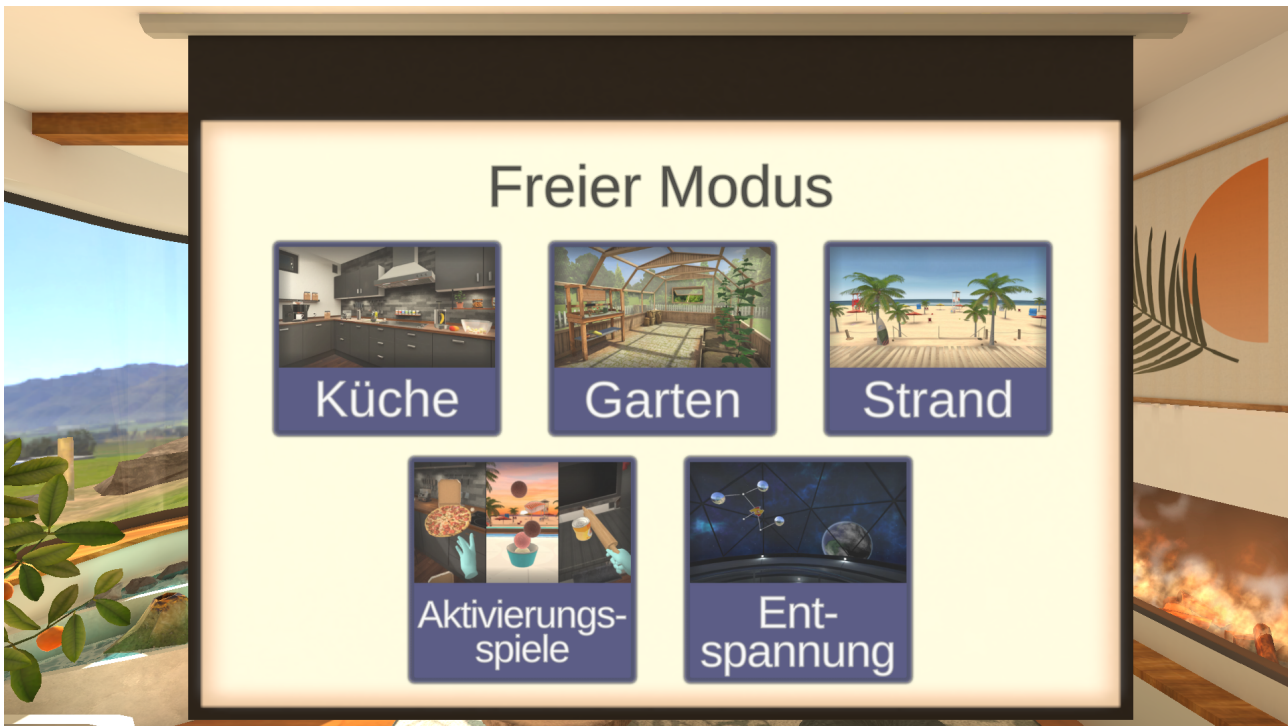 Freier Modus
Küche Garten Strand
Aktivierungs-
spiele
Ent-
spannung